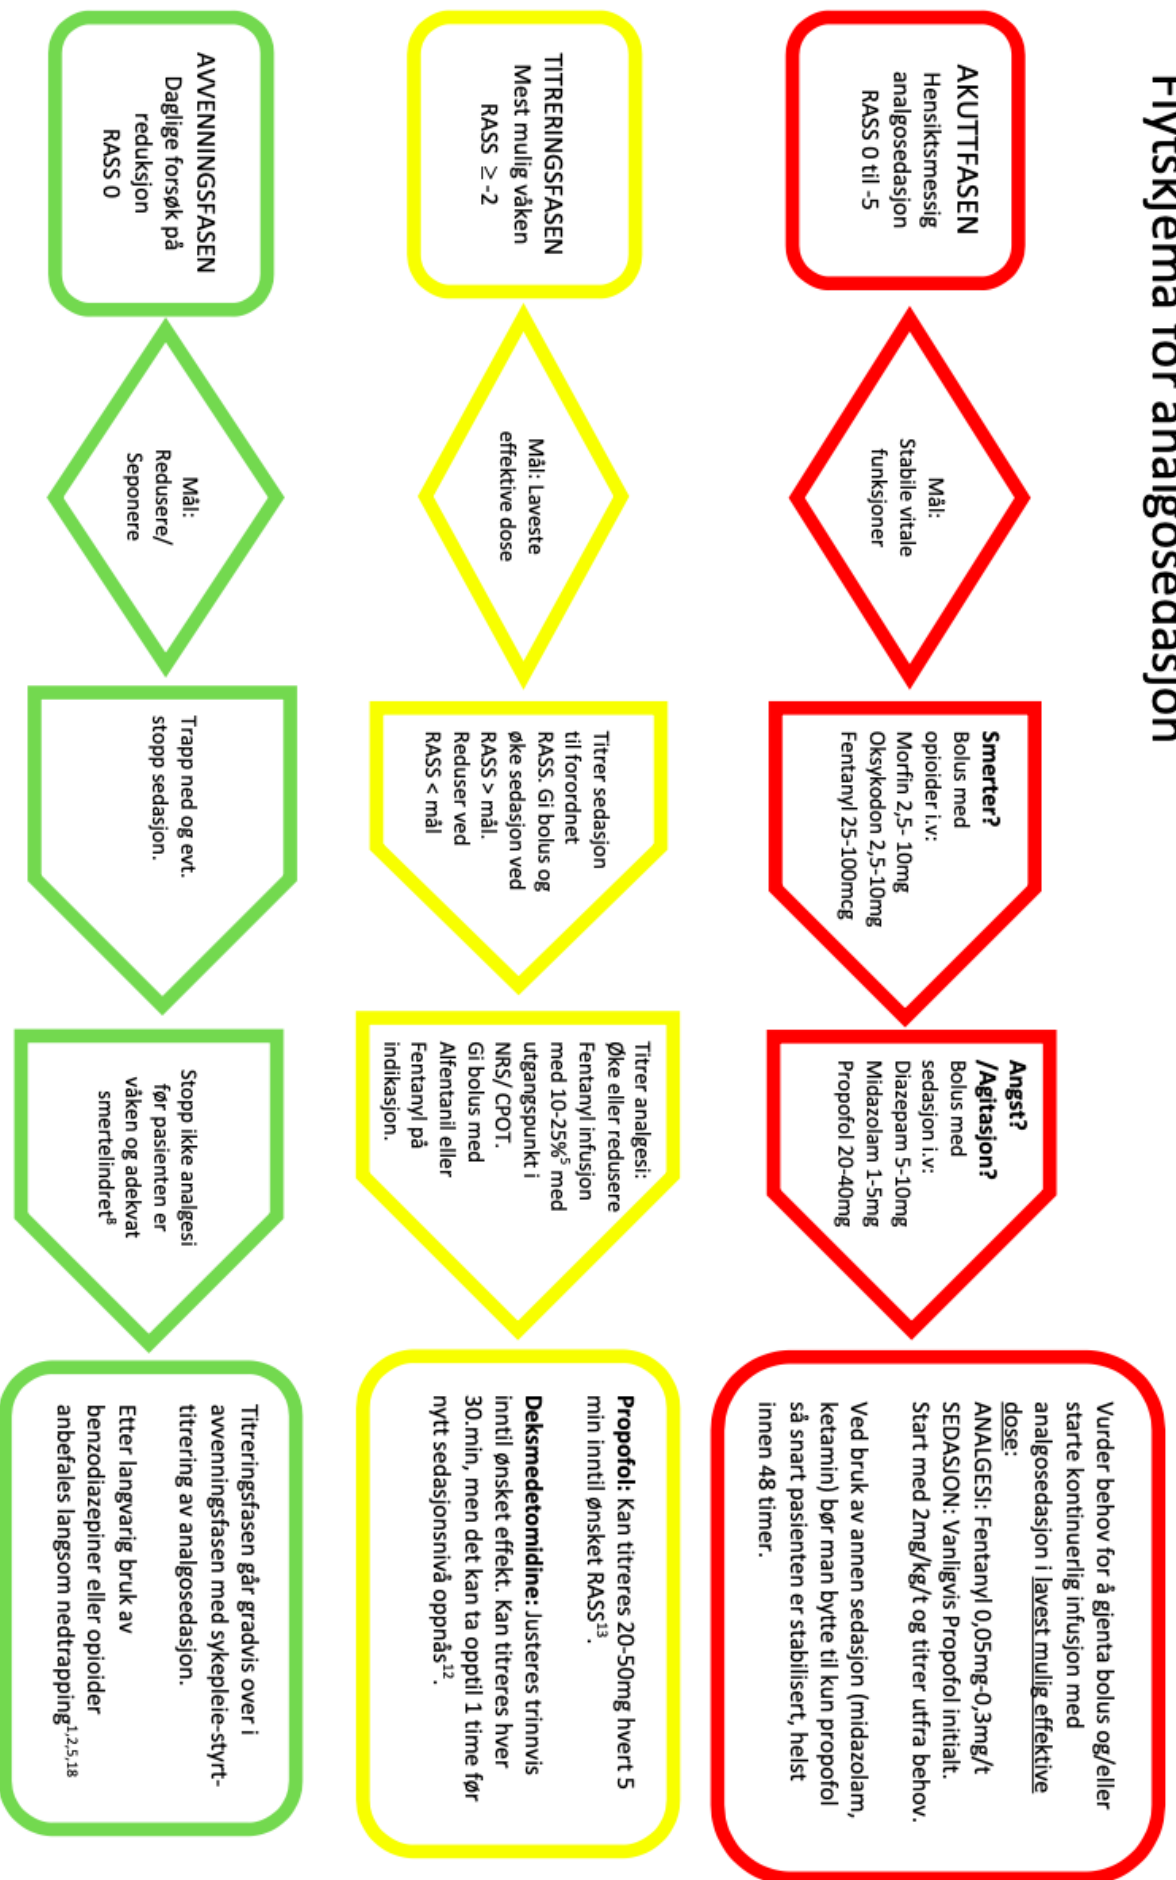 Flytskjema for analgosedasjon
AKUTTFASEN
Hensiktsmessig
analgosedasjon
RASS 0 til -5
Mål:
Stabile vitale
funksjoner
Smerter?
Bolus med
opioider i.v:
Morfin 2,5- 10mg
Oksykodon 2,5-10mg
Fentanyl 25-100mcg
Angst?
/Agitasjon?
Bolus med
sedasjon i.v:
Diazepam 5-10mg
Midazolam 1-5mg
Propofol 20-40mg
Vurder behov for å gjenta bolus og/eller
starte kontinuerlig infusjon med
analgosedasjon i lavest mulig effektive
dose:
ANALGESI: Fentanyl 0,05mg-0,3mg/t
SEDASJON: Vanligvis Propofol initialt.
Start med 2mg/kg/t og titrer utfra behov.
Ved bruk av annen sedasjon (midazolam,
ketamin) bør man bytte til kun propofol
så snart pasienten er stabilisert, helst
innen 48 timer.
TITRERINGSFASEN
Mest mulig våken
RASS ≥ -2
Mål: Laveste
effektive dose
Titrer sedasjon
til forordnet
RASS. Gi bolus og
øke sedasjon ved
RASS > mål.
Reduser ved
RASS < mål
Titrer analgesi:
Øke eller redusere
Fentanyl infusjon
med 10-25%⁵ med
utgangspunkt i
NRS/ CPOT.
Gi bolus med
Alfentanil eller
Fentanyl på
indikasjon.
Propofol: Kan titreres 20-50mg hvert 5
min inntil ønsket RASS¹³.
Deksmedetomidine: Justeres trinnvis
inntil ønsket effekt. Kan titreres hver
30.min, men det kan ta opptil 1 time før
nytt sedasjonsnivå oppnås¹².
AVVENNINGSFASEN
Daglige forsøk på
reduksjon
RASS 0
Mål:
Redusere/
Seponere
Trapp ned og evt.
stopp sedasjon.
Stopp ikke analgesi
før pasienten er
våken og adekvat
smertelindret⁸
Titreringsfasen går gradvis over i
avvenningsfasen med sykepleie-styrt-
titrering av analgosedasjon.
Etter langvarig bruk av
benzodiazepiner eller opioider
anbefales langsom nedtrapping¹,²,⁵,¹⁸